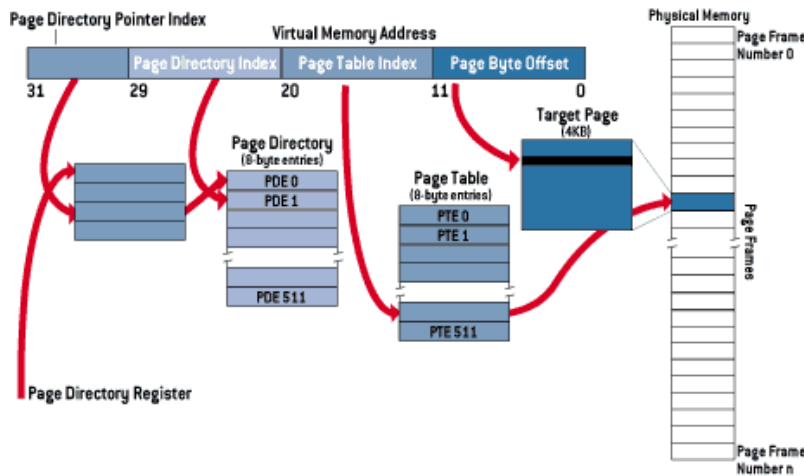 Page Directory Pointer Index
Virtual Memory Address
Page Directory Index
Page Table Index
Page Byte Offset
31
29
20
11
0
Physical Memory
Page Frame
Number 0
Target Page
(4KB)
Page Directory
(8-byte entries)
PDE 0
PDE 1
PDE 511
Page Table
(8-byte entries)
PTE 0
PTE 1
PTE 511
Page Frames
Page Directory Register
Page Frame
Number n